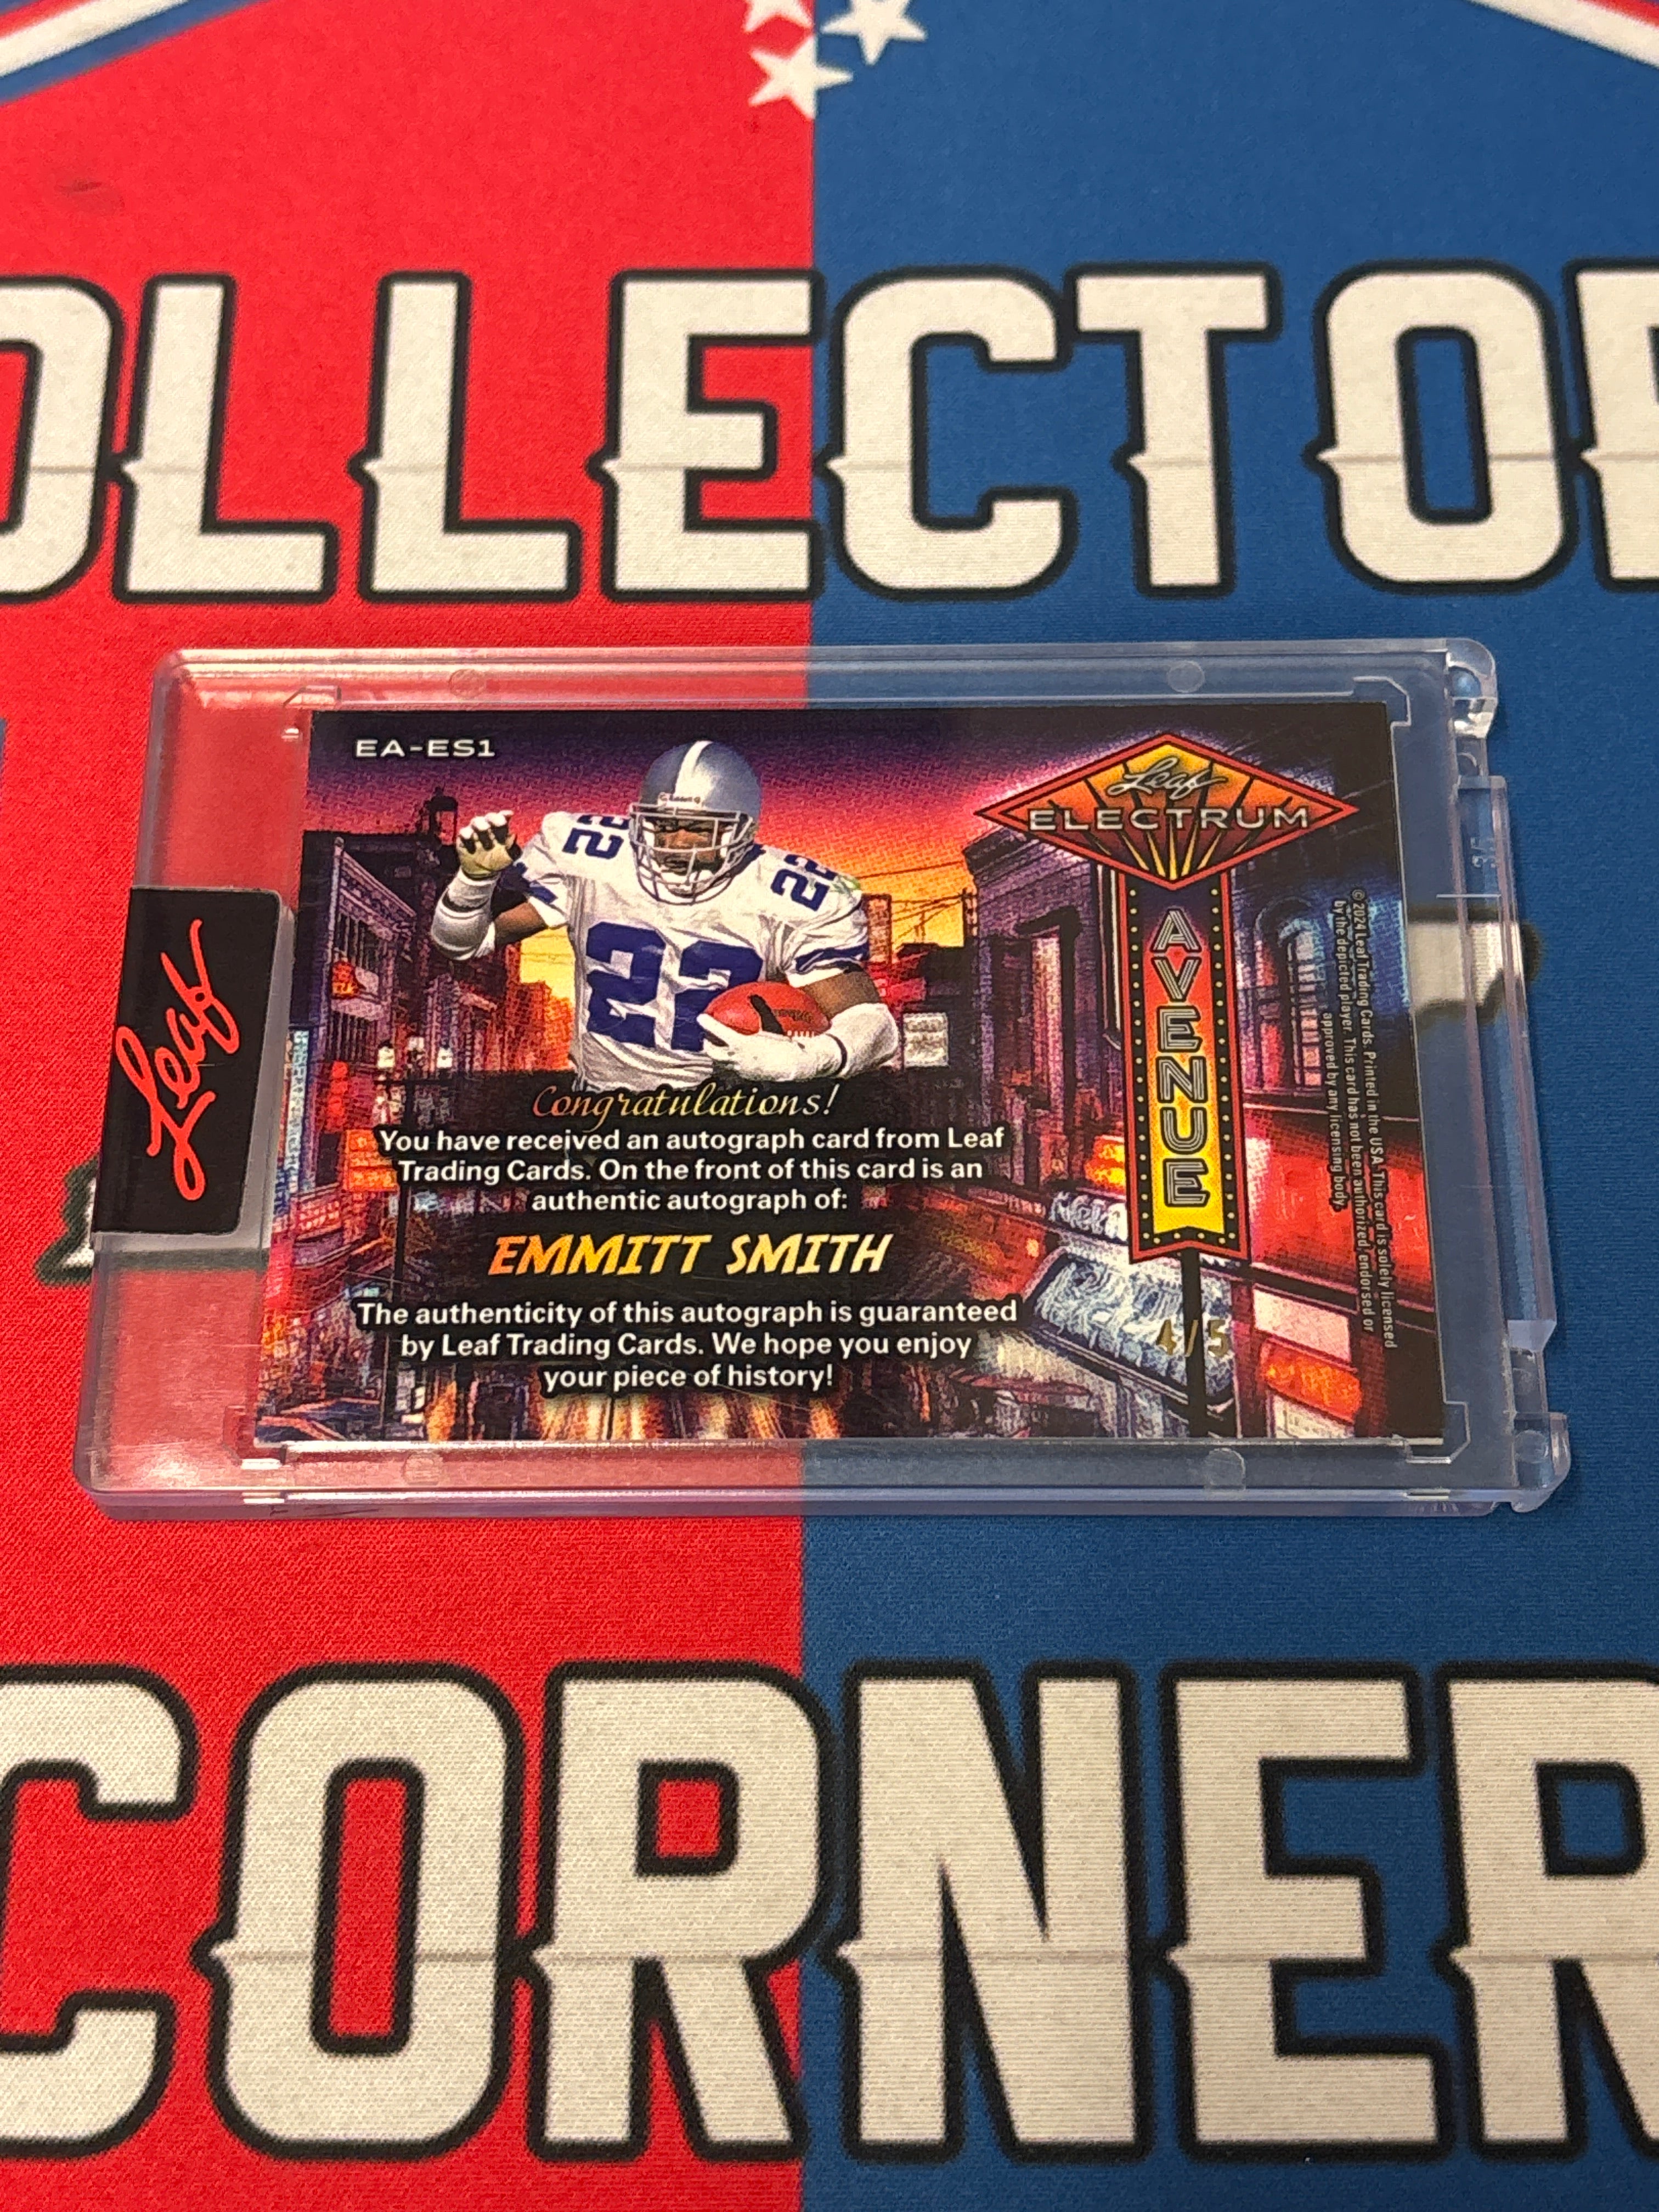 OLLECTO
EA-ES1
Leaf
ELECTRUM
AVENUE
22
22
22
Riddell
Leaf
Congratulations!
You have received an autograph card from Leaf
Trading Cards. On the front of this card is an
authentic autograph of:
EMMITT SMITH
The authenticity of this autograph is guaranteed
by Leaf Trading Cards. We hope you enjoy
your piece of history!
4/5
©2024 Leaf Trading Cards. Printed in the USA. This card is solely licensed
by the depicted player. This card has not been authorized, endorsed or
approved by any licensing body.
CORNER